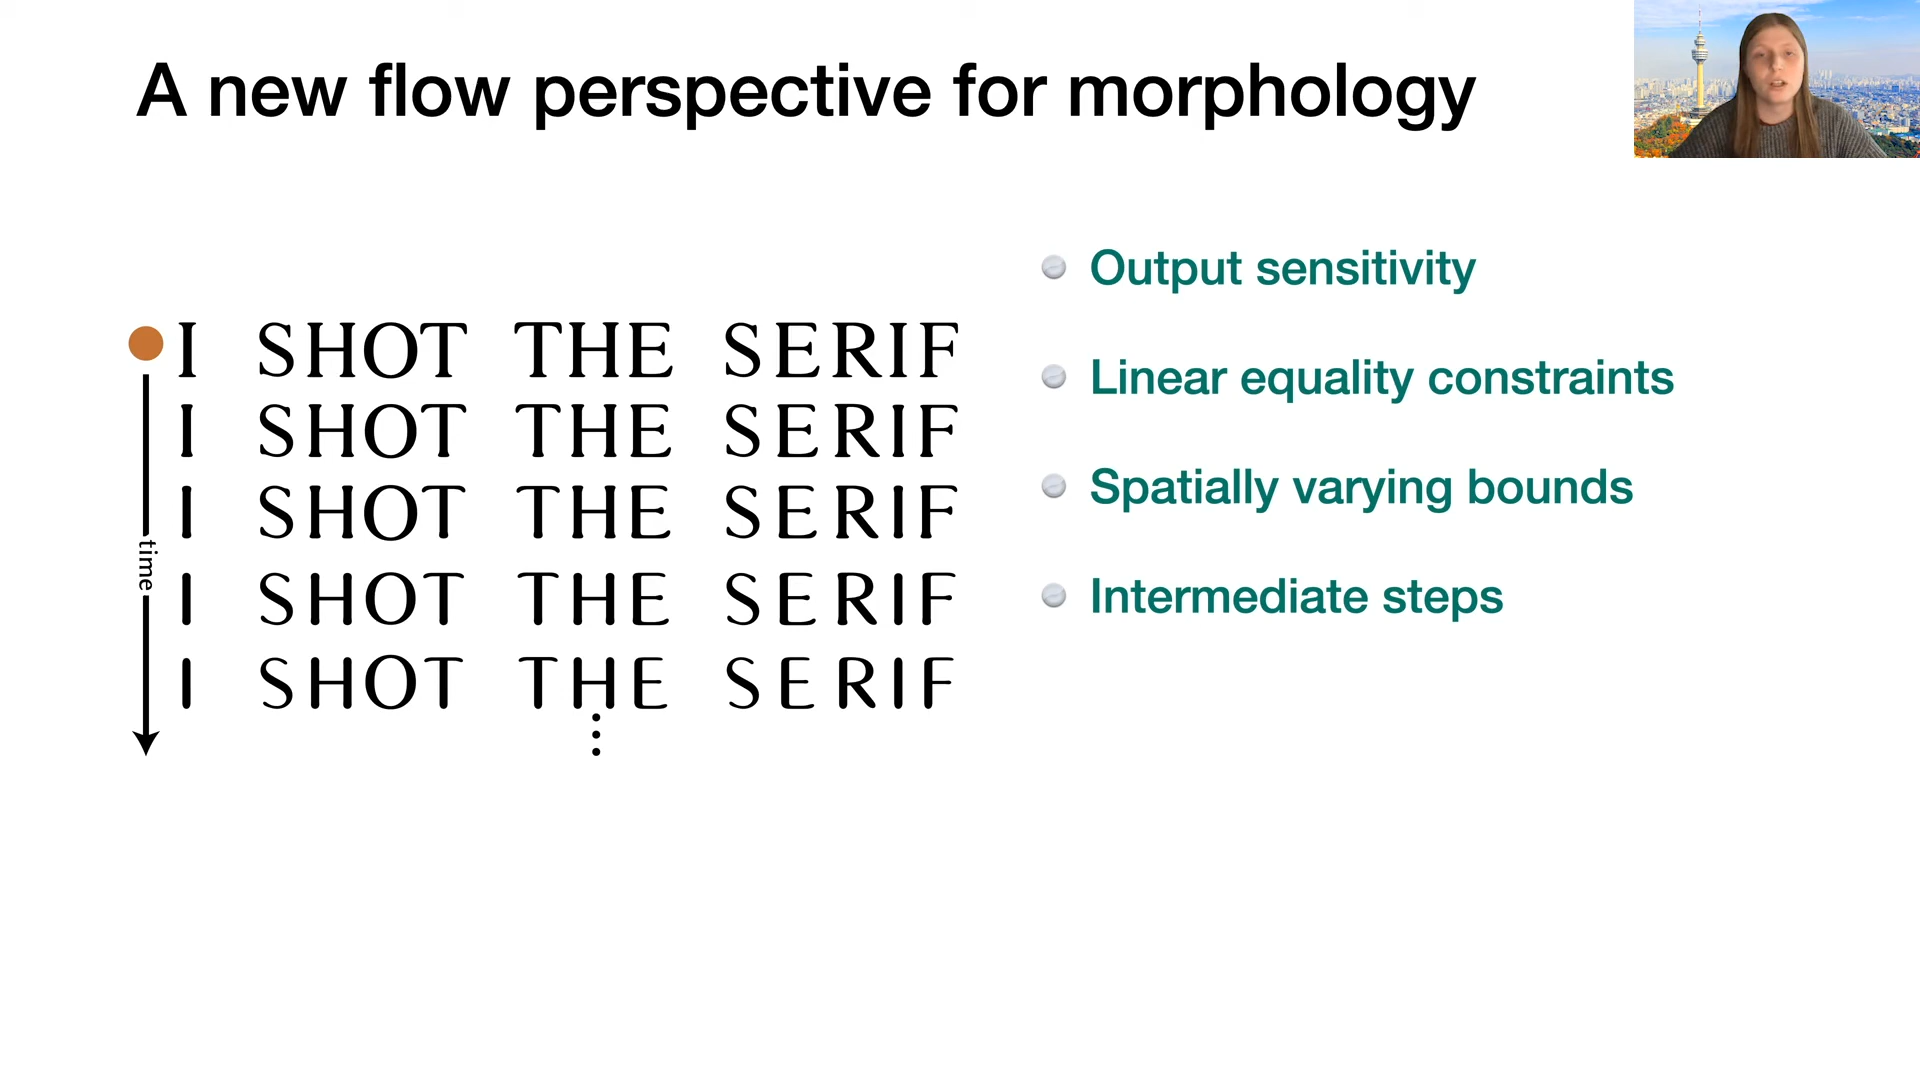 A new flow perspective for morphology
I SHOT THE SERIF
I SHOT THE SERIF
I SHOT THE SERIF
I SHOT THE SERIF
I SHOT THE SERIF
time
Output sensitivity
Linear equality constraints
Spatially varying bounds
Intermediate steps